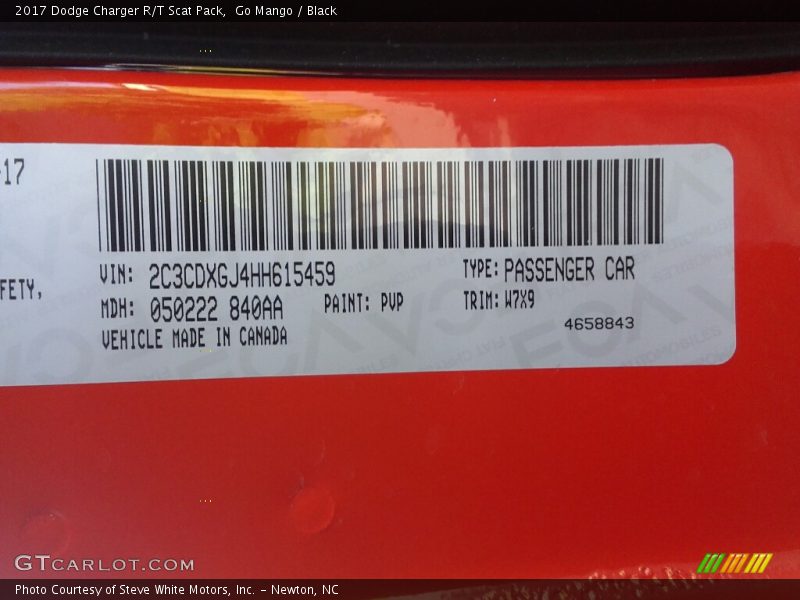 2017 Dodge Charger R/T Scat Pack,  Go Mango / Black
-17
FETY,
VIN: 2C3CDXGJ4HH615459
TYPE: PASSENGER CAR
MDH: 050222 840AA
PAINT: PVP
TRIM: W7X9
VEHICLE MADE IN CANADA
4658843
GTCARLOT.COM
Photo Courtesy of Steve White Motors, Inc. – Newton, NC